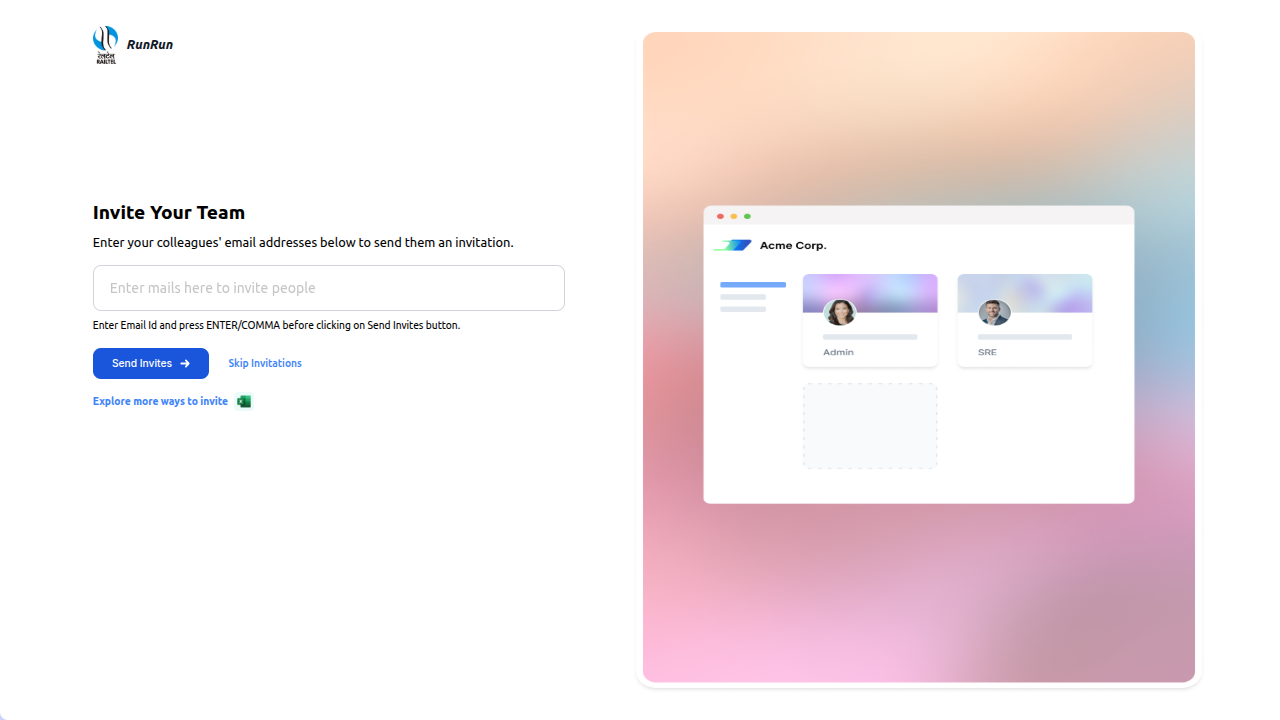 रेलटेल
RAILTEL
RunRun
Invite Your Team
Enter your colleagues' email addresses below to send them an invitation.
Enter mails here to invite people
Enter Email Id and press ENTER/COMMA before clicking on Send Invites button.
Send Invites
Skip Invitations
Explore more ways to invite
Acme Corp.
Admin
SRE